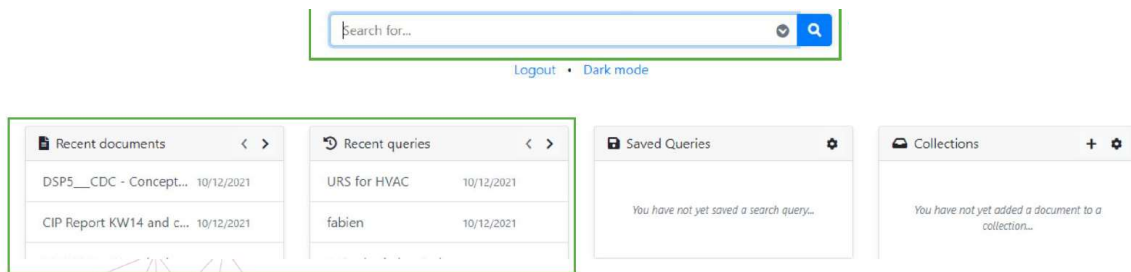 Search for...
Logout • Dark mode
Recent documents
DSP5__CDC - Concept... 10/12/2021
CIP Report KW14 and c... 10/12/2021
Recent queries
URS for HVAC 10/12/2021
fabien 10/12/2021
Saved Queries
You have not yet saved a search query...
Collections
You have not yet added a document to a
collection...